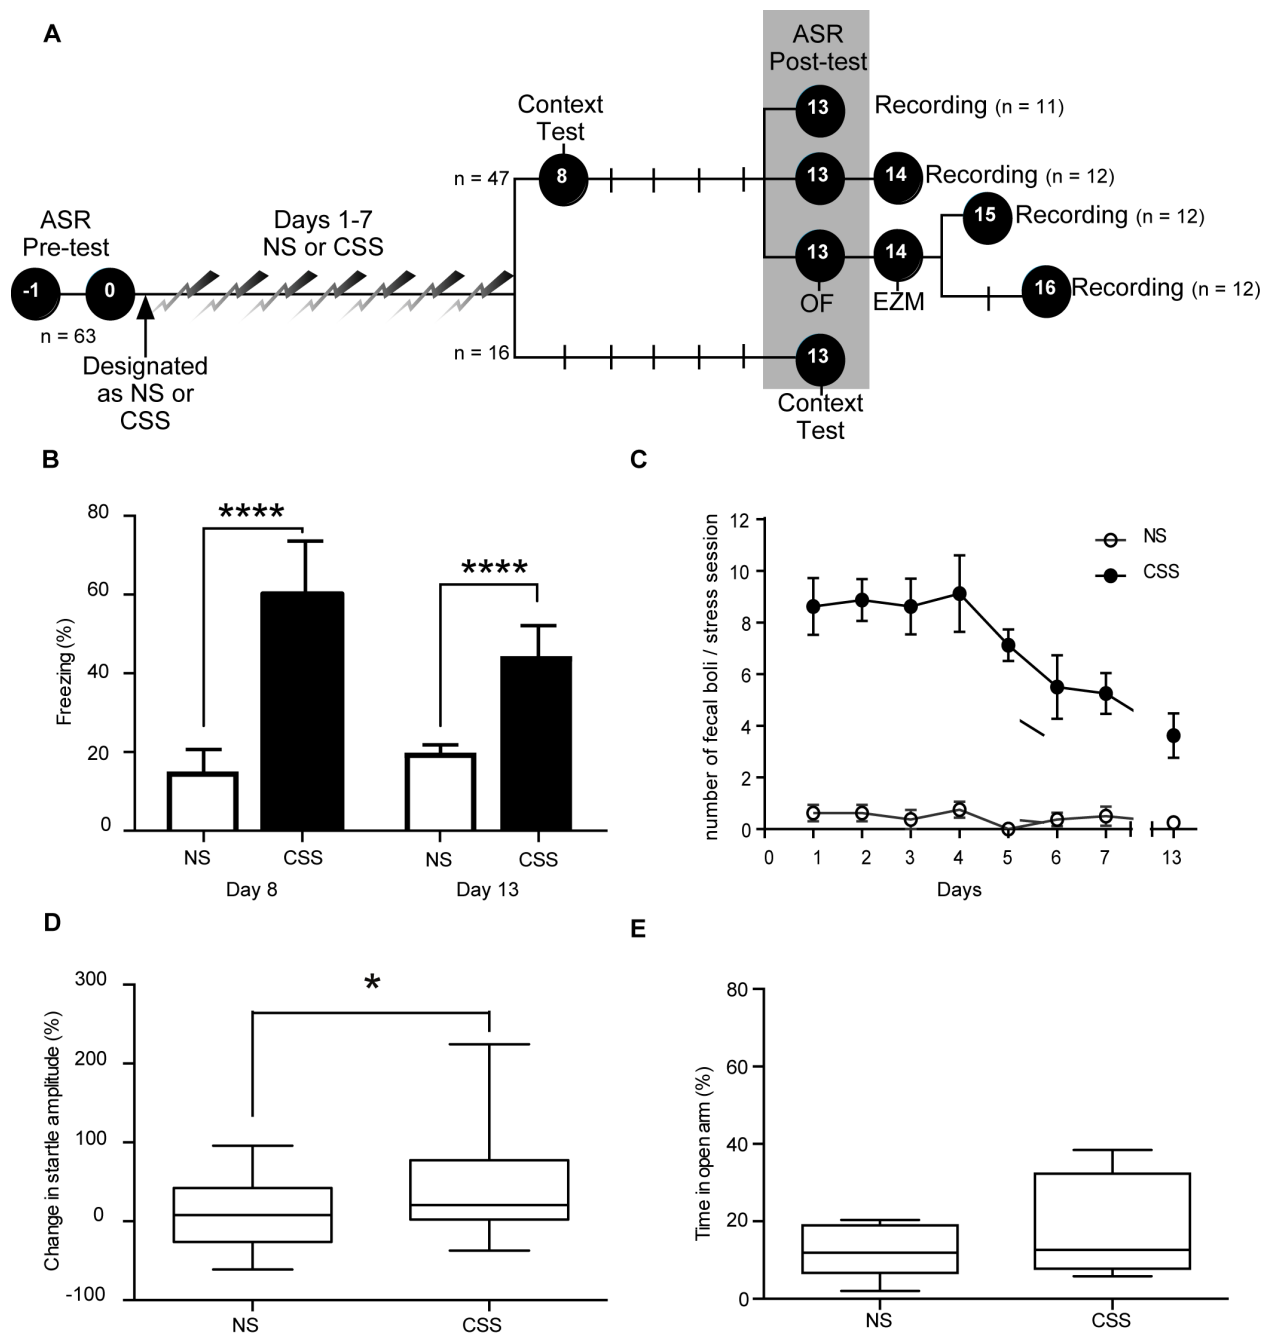 A
ASR
Post-test
13
Recording (n = 11)
Context
Test
n = 47
8
13
14
Recording (n = 12)
15
Recording (n = 12)
ASR
Pre-test
Days 1-7
NS or CSS
13
14
OF
EZM
16
Recording (n = 12)
-1
0
n = 63
Designated
as NS or
CSS
n = 16
13
Context
Test
B
80
60
40
20
0
Freezing (%)
****
****
NS
CSS
NS
CSS
Day 8
Day 13
C
12
10
8
6
4
2
0
number of fecal boli / stress session
NS
CSS
0
1
2
3
4
5
6
7
13
Days
D
300
200
100
0
-100
Change in startle amplitude (%)
*
NS
CSS
E
80
60
40
20
0
Time in open arm (%)
NS
CSS